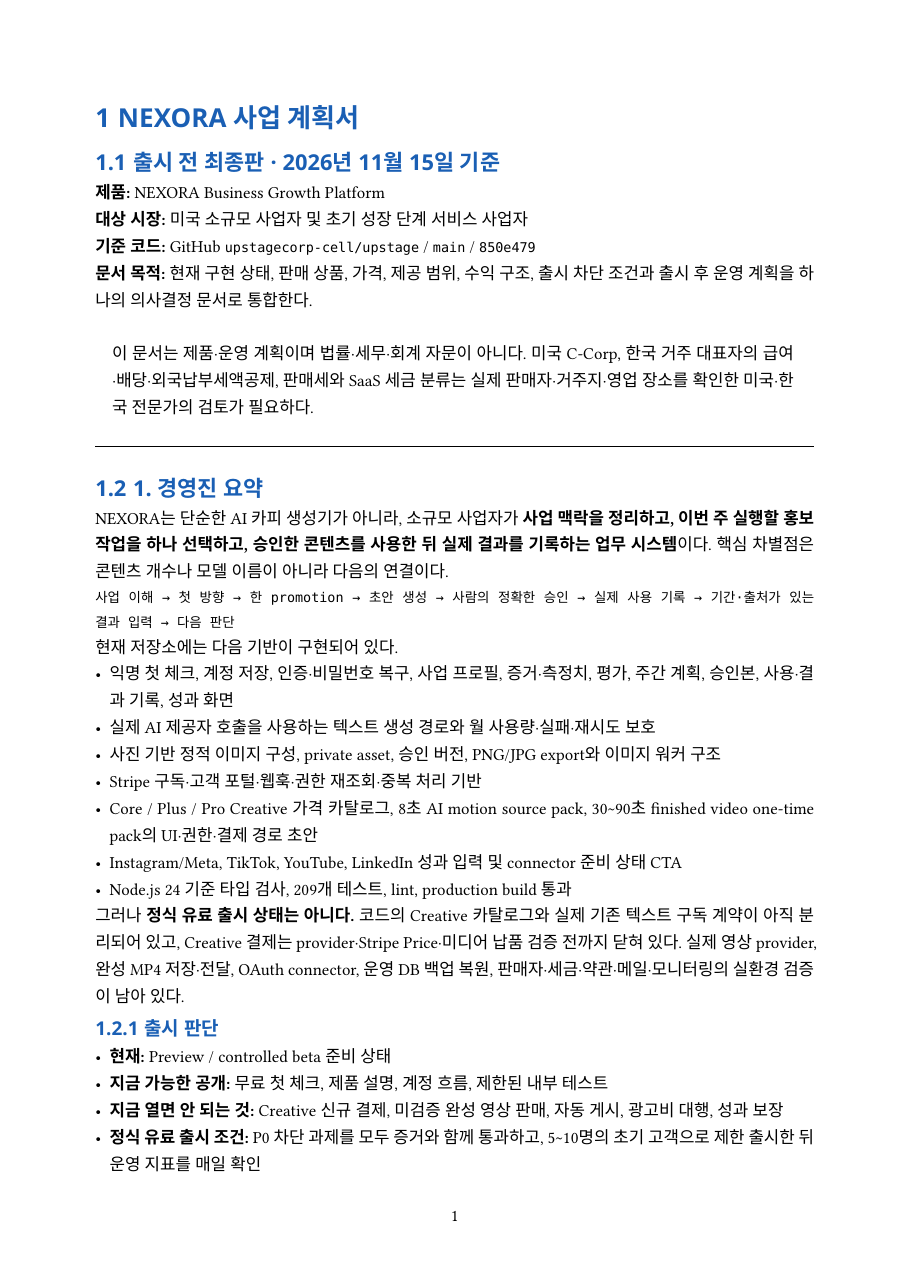 1 NEXORA 사업 계획서
1.1 출시 전 최종판 · 2026년 11월 15일 기준
제품: NEXORA Business Growth Platform
대상 시장: 미국 소규모 사업자 및 초기 성장 단계 서비스 사업자
기준 코드: GitHub upstagecorp-cell/upstage / main / 850e479
문서 목적: 현재 구현 상태, 판매 상품, 가격, 제공 범위, 수익 구조, 출시 차단 조건과 출시 후 운영 계획을 하
나의 의사결정 문서로 통합한다.
이 문서는 제품·운영 계획이며 법률·세무·회계 자문이 아니다. 미국 C-Corp, 한국 거주 대표자의 급여
·배당·외국납부세액공제, 판매세와 SaaS 세금 분류는 실제 판매자·거주지·영업 장소를 확인한 미국·한
국 전문가의 검토가 필요하다.
1.2 1. 경영진 요약
NEXORA는 단순한 AI 카피 생성기가 아니라, 소규모 사업자가 사업 맥락을 정리하고, 이번 주 실행할 홍보
작업을 하나 선택하고, 승인한 콘텐츠를 사용한 뒤 실제 결과를 기록하는 업무 시스템이다. 핵심 차별점은
콘텐츠 개수나 모델 이름이 아니라 다음의 연결이다.
사업 이해 → 첫 방향 → 한 promotion → 초안 생성 → 사람의 정확한 승인 → 실제 사용 기록 → 기간·출처가 있는
결과 입력 → 다음 판단
현재 저장소에는 다음 기반이 구현되어 있다.
• 익명 첫 체크, 계정 저장, 인증·비밀번호 복구, 사업 프로필, 증거·측정치, 평가, 주간 계획, 승인본, 사용·결
과 기록, 성과 화면
• 실제 AI 제공자 호출을 사용하는 텍스트 생성 경로와 월 사용량·실패·재시도 보호
• 사진 기반 정적 이미지 구성, private asset, 승인 버전, PNG/JPG export와 이미지 워커 구조
• Stripe 구독·고객 포털·웹훅·권한 재조회·중복 처리 기반
• Core / Plus / Pro Creative 가격 카탈로그, 8초 AI motion source pack, 30~90초 finished video one-time
pack의 UI·권한·결제 경로 초안
• Instagram/Meta, TikTok, YouTube, LinkedIn 성과 입력 및 connector 준비 상태 CTA
• Node.js 24 기준 타입 검사, 209개 테스트, lint, production build 통과
그러나 정식 유료 출시 상태는 아니다. 코드의 Creative 카탈로그와 실제 기존 텍스트 구독 계약이 아직 분
리되어 있고, Creative 결제는 provider·Stripe Price·미디어 납품 검증 전까지 닫혀 있다. 실제 영상 provider,
완성 MP4 저장·전달, OAuth connector, 운영 DB 백업 복원, 판매자·세금·약관·메일·모니터링의 실환경 검증
이 남아 있다.
1.2.1 출시 판단
• 현재: Preview / controlled beta 준비 상태
• 지금 가능한 공개: 무료 첫 체크, 제품 설명, 계정 흐름, 제한된 내부 테스트
• 지금 열면 안 되는 것: Creative 신규 결제, 미검증 완성 영상 판매, 자동 게시, 광고비 대행, 성과 보장
• 정식 유료 출시 조건: P0 차단 과제를 모두 증거와 함께 통과하고, 5~10명의 초기 고객으로 제한 출시한 뒤
운영 지표를 매일 확인
1